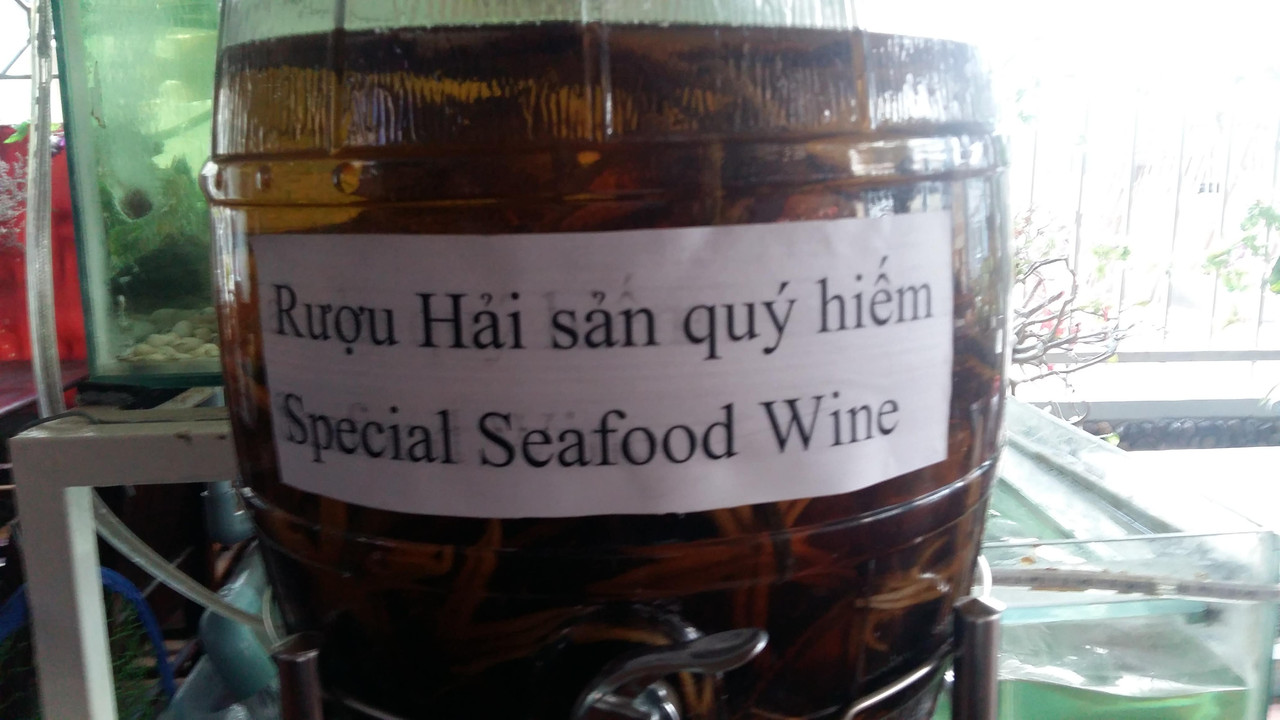 Rượu Hải sản quý hiếm
Special Seafood Wine